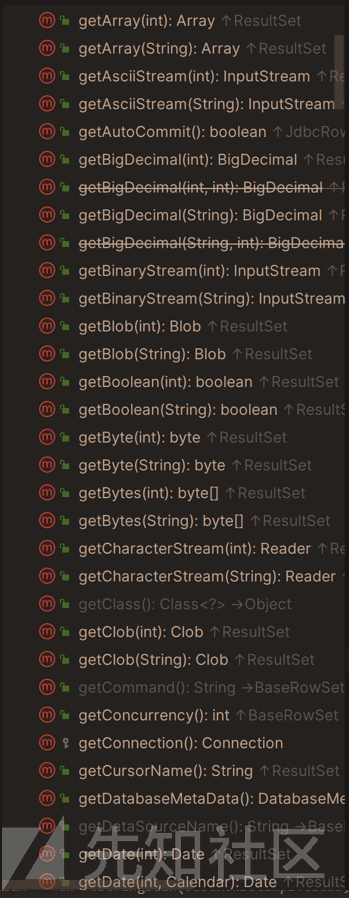 getArray(int): Array ↑ResultSet
getArray(String): Array ↑ResultSet
getAsciiStream(int): InputStream ↑Re
getAsciiStream(String): InputStream
getAutoCommit(): boolean ↑JdbcRow
getBigDecimal(int): BigDecimal ↑Resu
getBigDecimal(int, int): BigDecimal ↑F
getBigDecimal(String): BigDecimal ↑F
getBigDecimal(String, int): BigDecima
getBinaryStream(int): InputStream ↑F
getBinaryStream(String): InputStream
getBlob(int): Blob ↑ResultSet
getBlob(String): Blob ↑ResultSet
getBoolean(int): boolean ↑ResultSet
getBoolean(String): boolean ↑ResultS
getByte(int): byte ↑ResultSet
getByte(String): byte ↑ResultSet
getBytes(int): byte[] ↑ResultSet
getBytes(String): byte[] ↑ResultSet
getCharacterStream(int): Reader ↑Re
getCharacterStream(String): Reader
getClass(): Class<?> →Object
getClob(int): Clob ↑ResultSet
getClob(String): Clob ↑ResultSet
getCommand(): String →BaseRowSet
getConcurrency(): int ↑BaseRowSet
getConnection(): Connection
getCursorName(): String ↑ResultSet
getDatabaseMetaData(): DatabaseMe
getDataSourceName(): String →Base
getDate(int): Date ↑ResultSet
getDate(int, Calendar): Date ↑ResultS
先知社区